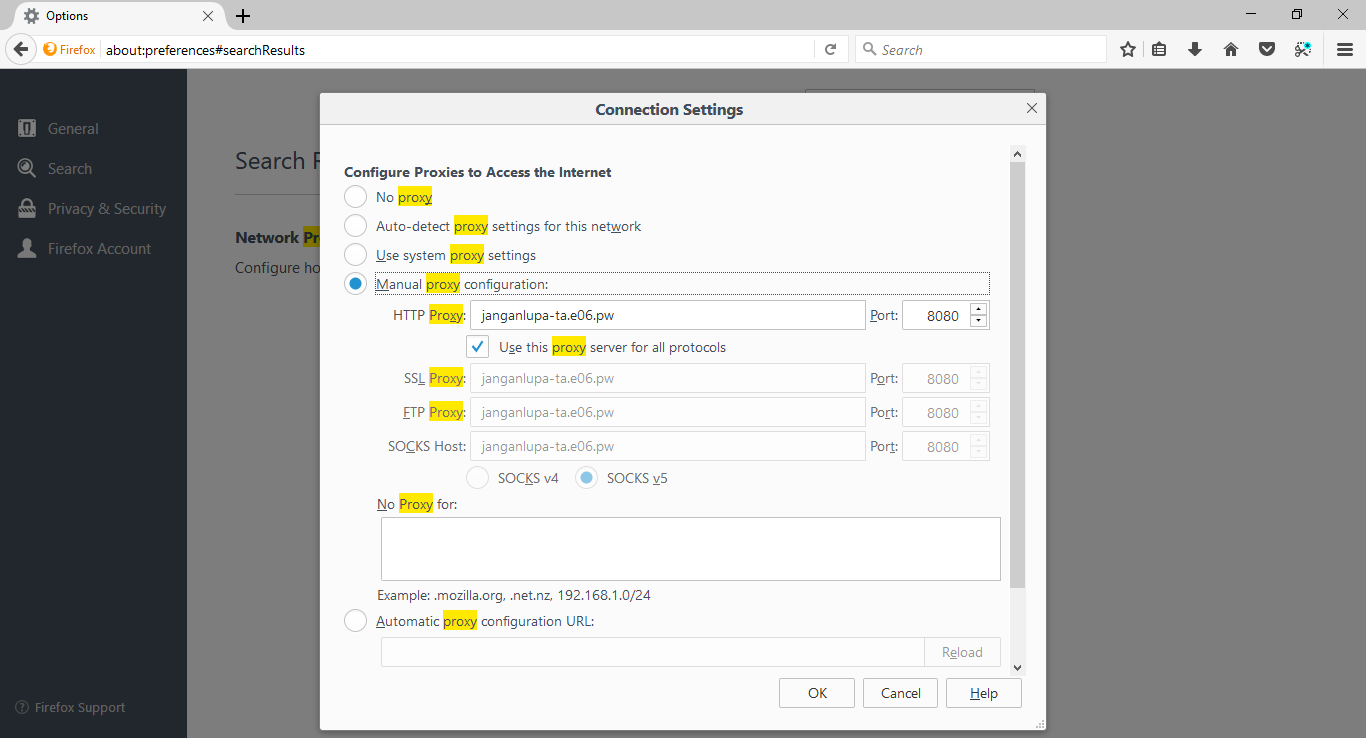 Options
Firefox about:preferences#searchResults
Search
General
Search
Privacy & Security
Firefox Account
Firefox Support
Search R
Network Pr
Configure ho
Connection Settings
Configure Proxies to Access the Internet
No proxy
Auto-detect proxy settings for this network
Use system proxy settings
Manual proxy configuration:
HTTP Proxy: janganlupa-ta.e06.pw Port: 8080
Use this proxy server for all protocols
SSL Proxy: janganlupa-ta.e06.pw Port: 8080
FTP Proxy: janganlupa-ta.e06.pw Port: 8080
SOCKS Host: janganlupa-ta.e06.pw Port: 8080
SOCKS v4 SOCKS v5
No Proxy for:
Example: .mozilla.org, .net.nz, 192.168.1.0/24
Automatic proxy configuration URL:
Reload
OK Cancel Help